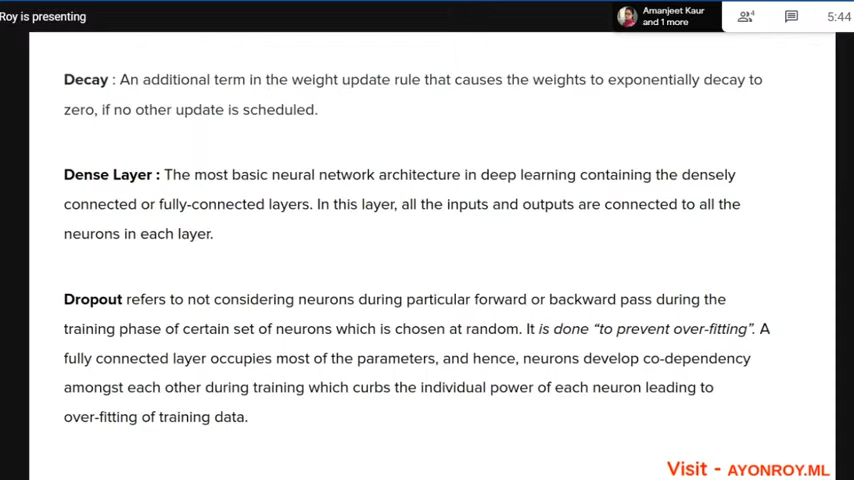 Roy is presenting
Amanjeet Kaur
and 1 more
4
5:44
Decay : An additional term in the weight update rule that causes the weights to exponentially decay to
zero, if no other update is scheduled.
Dense Layer : The most basic neural network architecture in deep learning containing the densely
connected or fully-connected layers. In this layer, all the inputs and outputs are connected to all the
neurons in each layer.
Dropout refers to not considering neurons during particular forward or backward pass during the
training phase of certain set of neurons which is chosen at random. It is done “to prevent over-fitting”. A
fully connected layer occupies most of the parameters, and hence, neurons develop co-dependency
amongst each other during training which curbs the individual power of each neuron leading to
over-fitting of training data.
Visit - AYONROY.ML